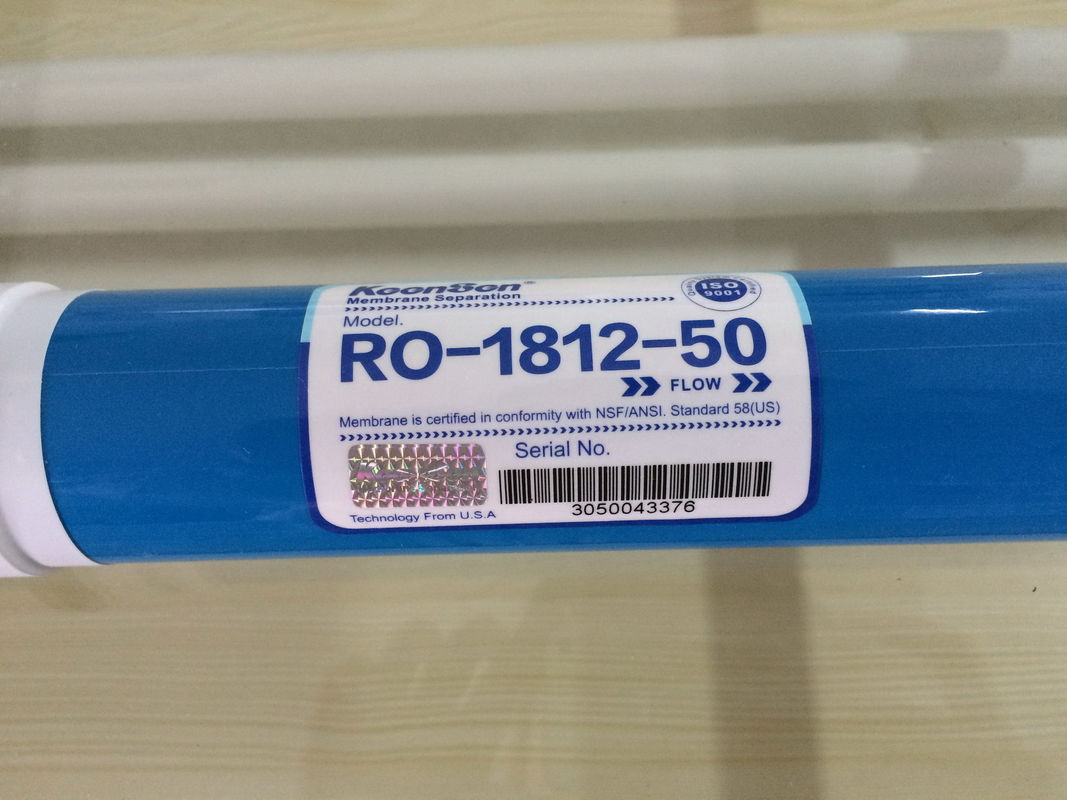 KoonSon®
Membrane Separation
ISO
9001
Model.
RO-1812-50
FLOW
Membrane is certified in conformity with NSF/ANSI. Standard 58(US)
Serial No.
3050043376
Technology From U.S.A